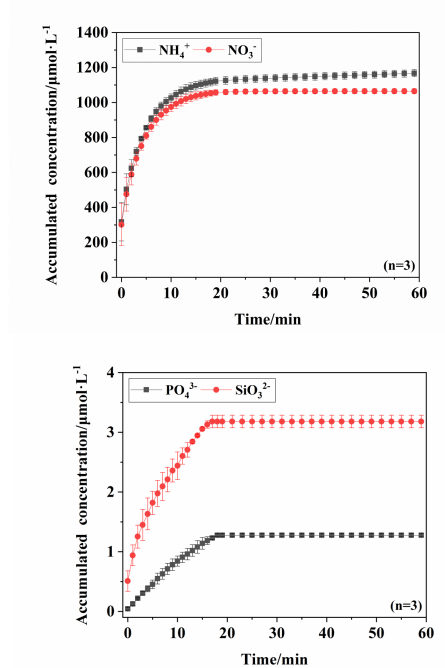 Accumulated concentration/μmol·L⁻¹
NH₄⁺ NO₃⁻
1400
1200
1000
800
600
400
200
0
(n=3)
0 10 20 30 40 50 60
Time/min
Accumulated concentration/μmol·L⁻¹
PO₄³⁻ SiO₃²⁻
4
3
2
1
0
(n=3)
0 10 20 30 40 50 60
Time/min